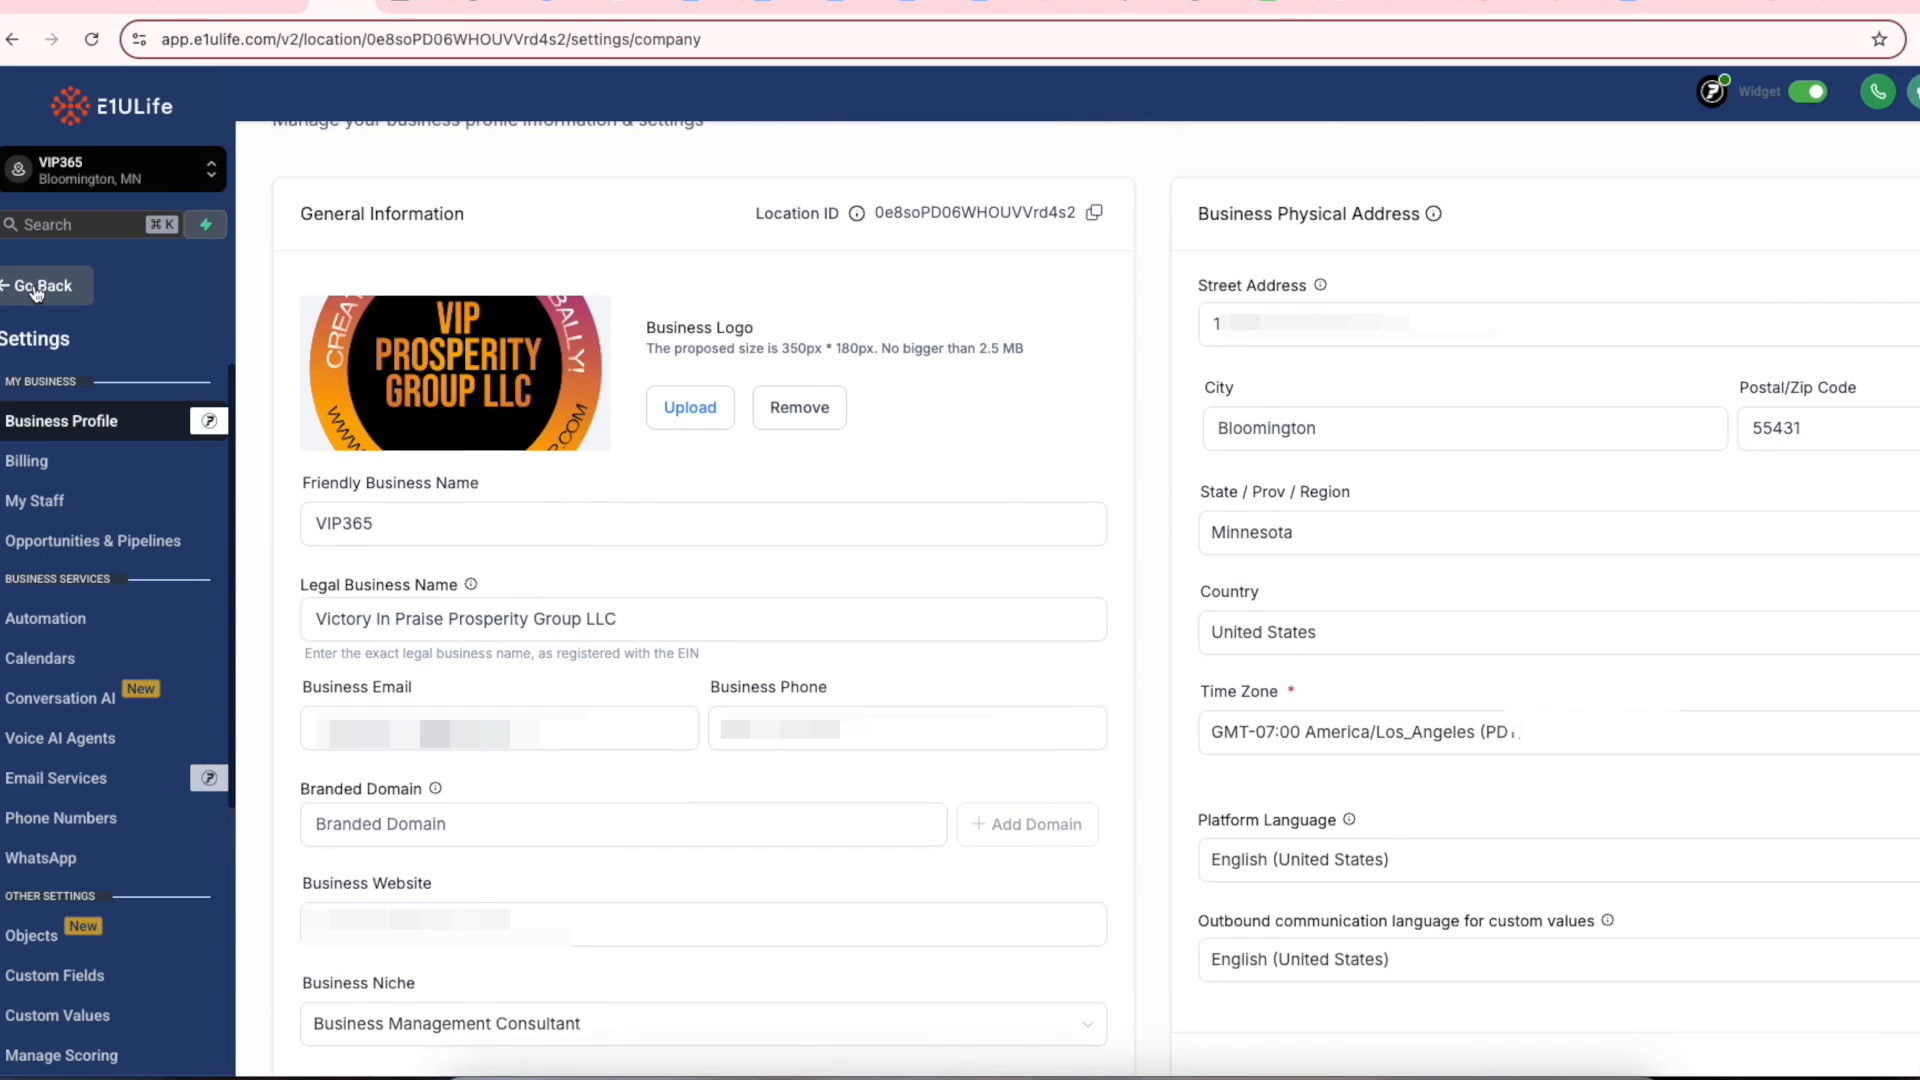 app.e1ulife.com/v2/location/0e8soPD06WHOUVVrd4s2/settings/company
E1ULife
Widget
VIP365
Bloomington, MN
Search
⌘ K
← Go Back
Settings
MY BUSINESS
Business Profile
Billing
My Staff
Opportunities & Pipelines
BUSINESS SERVICES
Automation
Calendars
Conversation AI New
Voice AI Agents
Email Services
Phone Numbers
WhatsApp
OTHER SETTINGS
Objects New
Custom Fields
Custom Values
Manage Scoring
Manage your business profile information & settings
General Information
Location ID 0e8soPD06WHOUVVrd4s2
VIP
PROSPERITY
GROUP LLC
Business Logo
The proposed size is 350px * 180px. No bigger than 2.5 MB
Upload
Remove
Friendly Business Name
VIP365
Legal Business Name
Victory In Praise Prosperity Group LLC
Enter the exact legal business name, as registered with the EIN
Business Email
Business Phone
Branded Domain
Branded Domain
+ Add Domain
Business Website
Business Niche
Business Management Consultant
Business Physical Address
Street Address
1
City
Bloomington
Postal/Zip Code
55431
State / Prov / Region
Minnesota
Country
United States
Time Zone *
GMT-07:00 America/Los_Angeles (PD
Platform Language
English (United States)
Outbound communication language for custom values
English (United States)